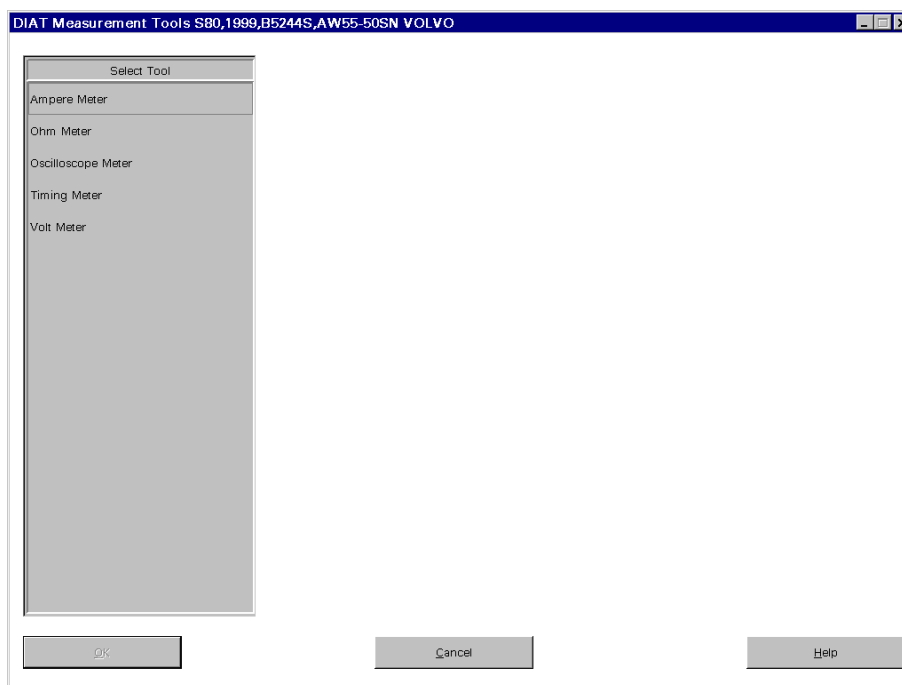 DIAT Measurement Tools S80,1999,B5244S,AW55-50SN VOLVO
Select Tool
Ampere Meter
Ohm Meter
Oscilloscope Meter
Timing Meter
Volt Meter
OK
Cancel
Help